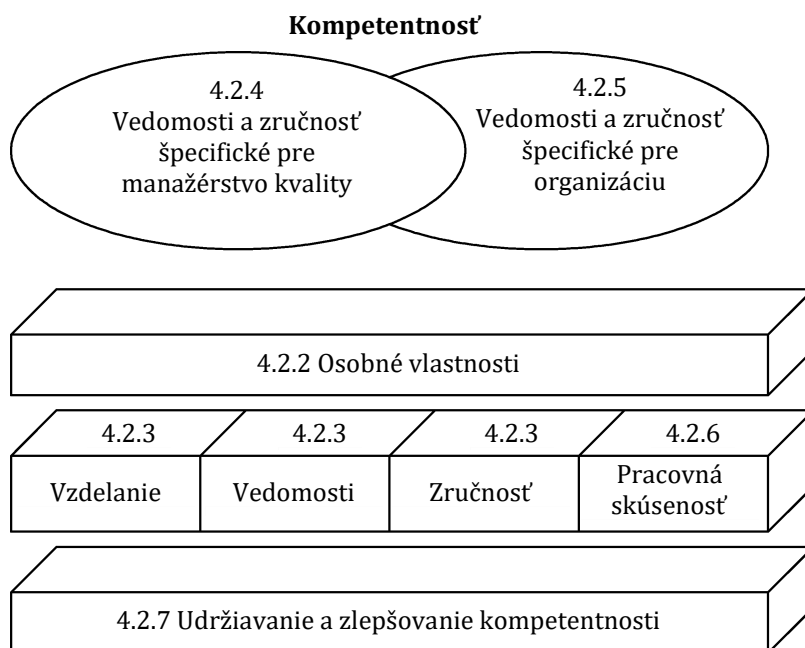 Kompetentnosť
4.2.4
Vedomosti a zručnosť
špecifické pre
manažérstvo kvality
4.2.5
Vedomosti a zručnosť
špecifické pre
organizáciu
4.2.2 Osobné vlastnosti
4.2.3
4.2.3
4.2.3
4.2.6
Vzdelanie
Vedomosti
Zručnosť
Pracovná
skúsenosť
4.2.7 Udržiavanie a zlepšovanie kompetentnosti